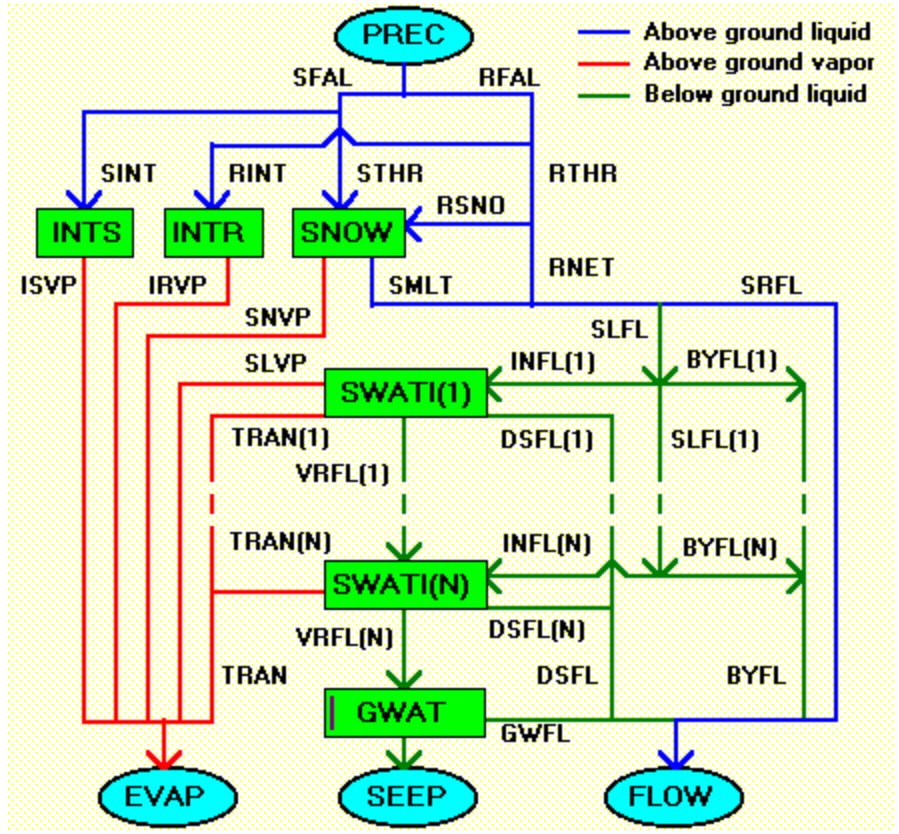 PREC
Above ground liquid
Above ground vapor
Below ground liquid
SFAL
RFAL
SINT
RINT
STHR
RTHR
RSNO
INTS
INTR
SNOW
RNET
ISVP
IRVP
SMLT
SRFL
SNVP
SLFL
SLVP
INFL(1)
BYFL(1)
SWATI(1)
TRAN(1)
DSFL(1)
SLFL(1)
VRFL(1)
TRAN(N)
INFL(N)
BYFL(N)
SWATI(N)
VRFL(N)
DSFL(N)
TRAN
DSFL
BYFL
GWAT
GWFL
EVAP
SEEP
FLOW